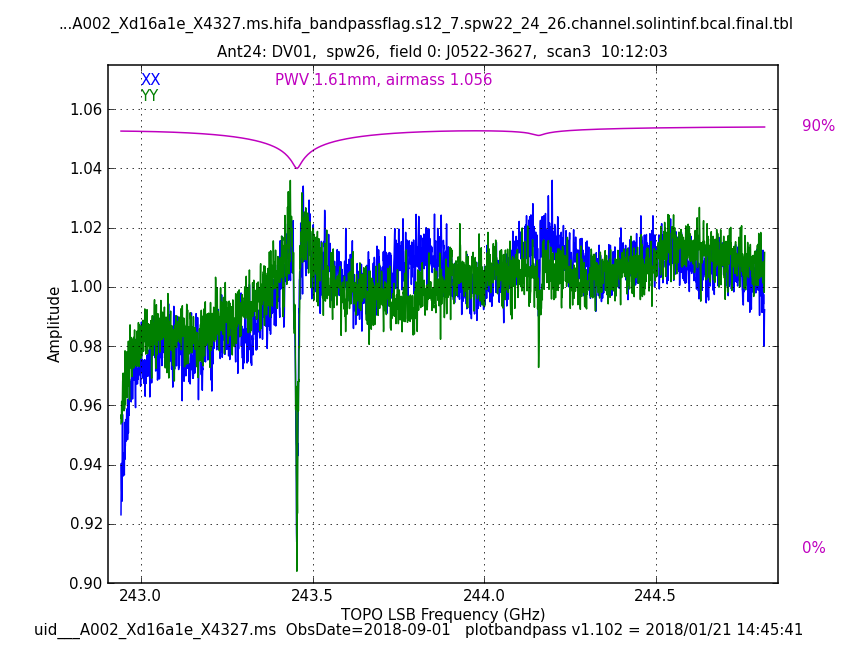 ...A002_Xd16a1e_X4327.ms.hifa_bandpassflag.s12_7.spw22_24_26.channel.solintinf.bcal.final.tbl
Ant24: DV01,  spw26,  field 0: J0522-3627,  scan3  10:12:03
XX
PWV 1.61mm, airmass 1.056
YY
1.06
90%
1.04
1.02
1.00
Amplitude
0.98
0.96
0.94
0.92
0%
0.90
243.0
243.5
244.0
244.5
TOPO LSB Frequency (GHz)
uid___A002_Xd16a1e_X4327.ms  ObsDate=2018-09-01   plotbandpass v1.102 = 2018/01/21 14:45:41